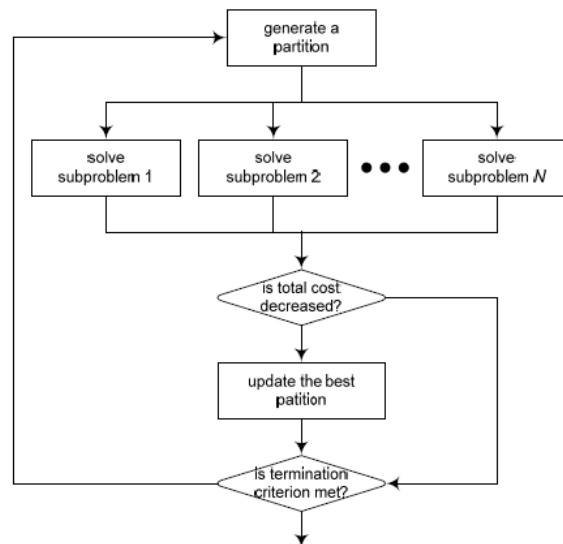 generate a
partition
solve
subproblem 1
solve
subproblem 2
solve
subproblem N
is total cost
decreased?
update the best
patition
is termination
criterion met?